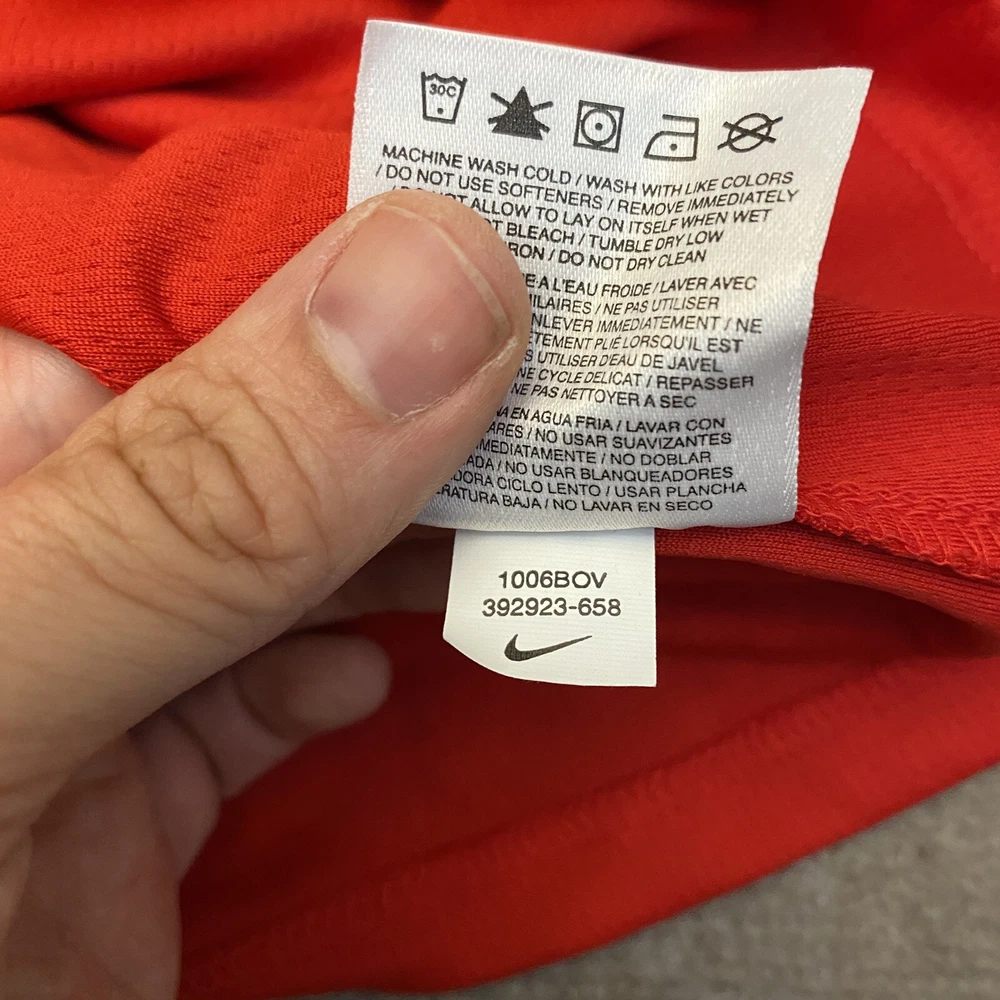 30C
MACHINE WASH COLD / WASH WITH LIKE COLORS
/ DO NOT USE SOFTENERS / REMOVE IMMEDIATELY
ALLOW TO LAY ON ITSELF WHEN WET
BLEACH / TUMBLE DRY LOW
/ DO NOT DRY CLEAN
A L'EAU FROIDE / LAVER AVEC
/ NE PAS UTILISER
IMMEDIATEMENT / NE
PLIÉ LORSQU'IL EST
UTILISER D'EAU DE JAVEL
CYCLE DELICAT / REPASSER
NE PAS NETTOYER A SEC
EN AGUA FRIA / LAVAR CON
/ NO USAR SUAVIZANTES
/ NO DOBLAR
/ NO USAR BLANQUEADORES
CICLO LENTO / USAR PLANCHA
BAJA / NO LAVAR EN SECO
1006BOV
392923-658